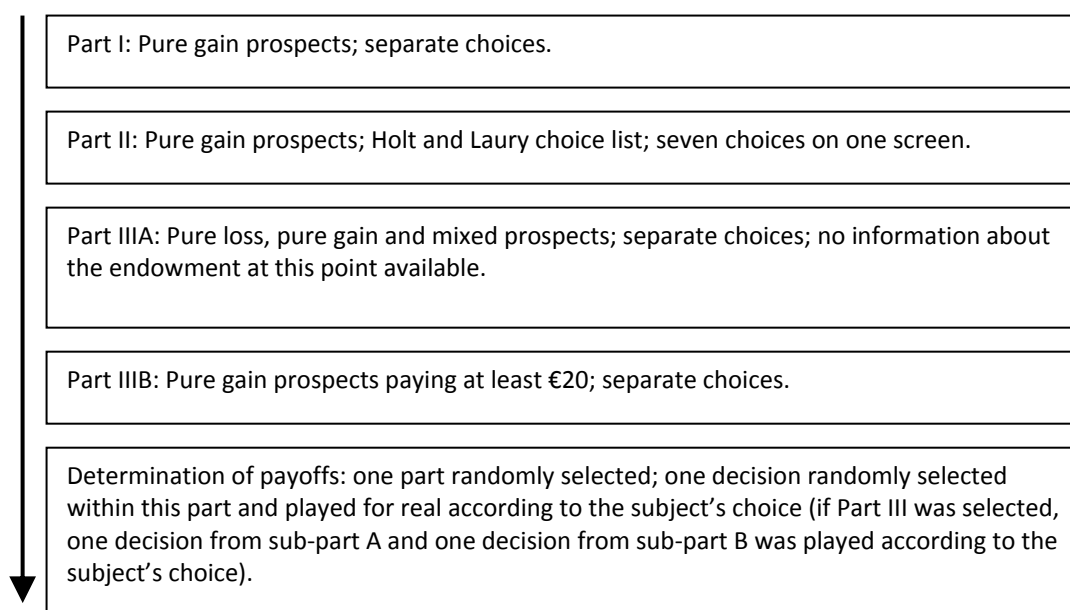 Part I: Pure gain prospects; separate choices.
Part II: Pure gain prospects; Holt and Laury choice list; seven choices on one screen.
Part IIIA: Pure loss, pure gain and mixed prospects; separate choices; no information about
the endowment at this point available.
Part IIIB: Pure gain prospects paying at least €20; separate choices.
Determination of payoffs: one part randomly selected; one decision randomly selected
within this part and played for real according to the subject’s choice (if Part III was selected,
one decision from sub-part A and one decision from sub-part B was played according to the
subject’s choice).